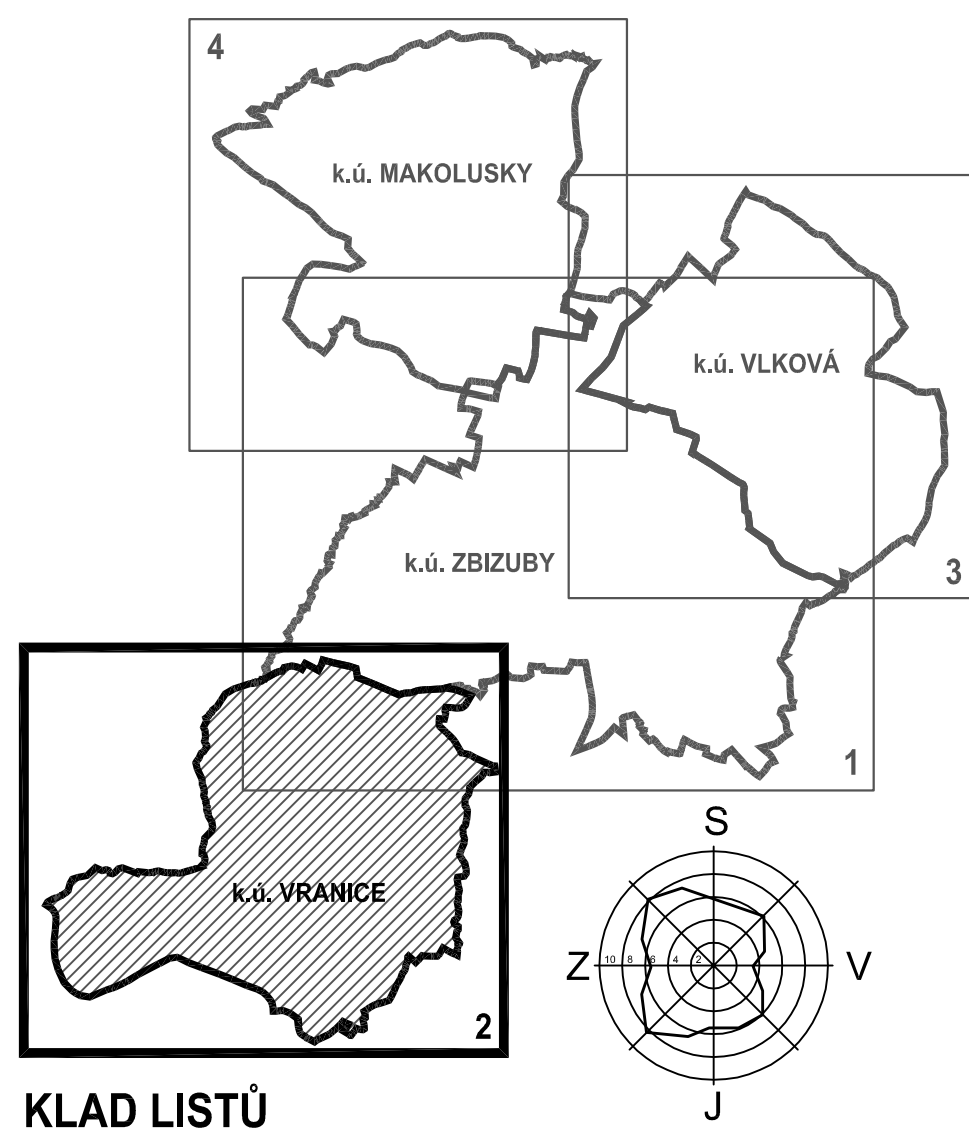 4
k.ú. MAKOLUSKY
k.ú. VLKOVÁ
k.ú. ZBIZUBY
3
1
S
k.ú. VRANICE
Z 10 8 6 4 2 V
2
J
KLAD LISTŮ